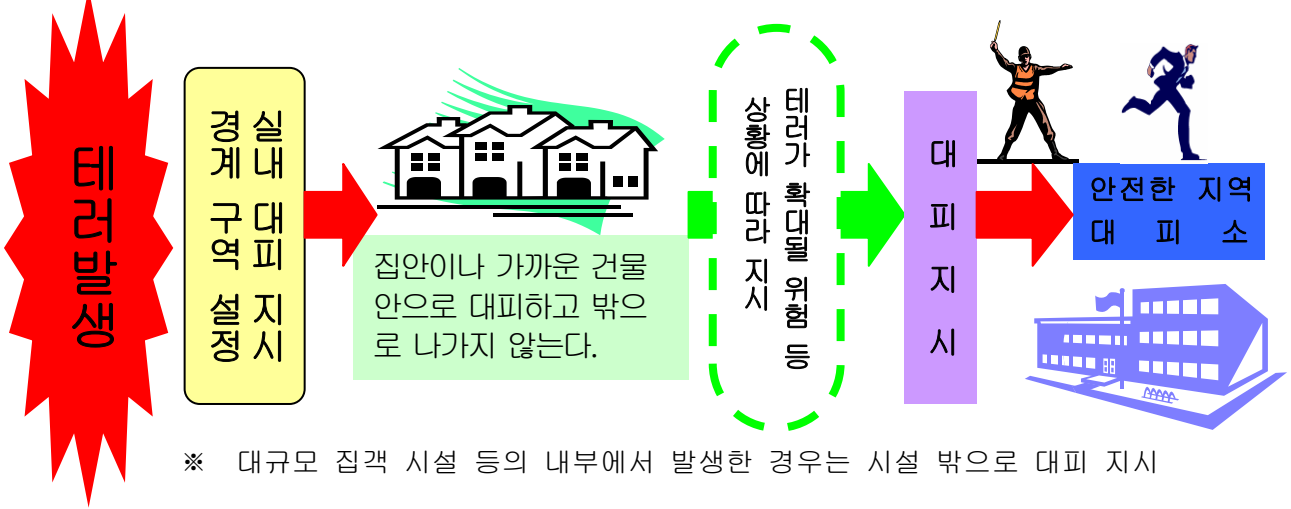 테러발생
실내 대피 지시
경계 구역 설정
집안이나 가까운 건물
안으로 대피하고 밖으
로 나가지 않는다.
테러가 확대될 위험 등
상황에 따라 지시
대피지시
안전한 지역
대 피 소
※ 대규모 집객 시설 등의 내부에서 발생한 경우는 시설 밖으로 대피 지시